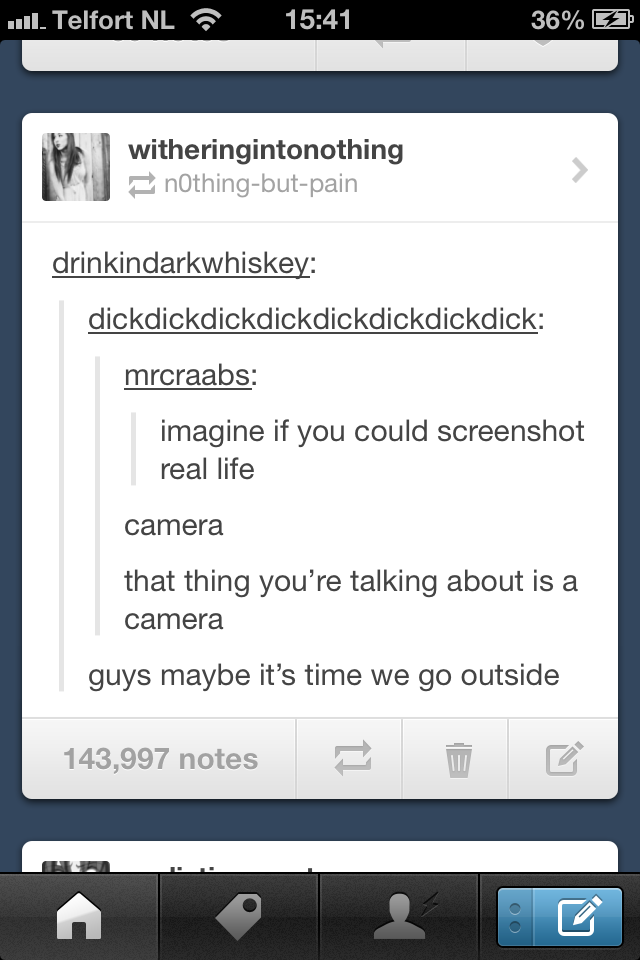 Telfort NL 15:41 36%
witheringintonothing
n0thing-but-pain
drinkindarkwhiskey:
dickdickdickdickdickdickdickdick:
mrcraabs:
imagine if you could screenshot
real life
camera
that thing you're talking about is a
camera
guys maybe it's time we go outside
143,997 notes